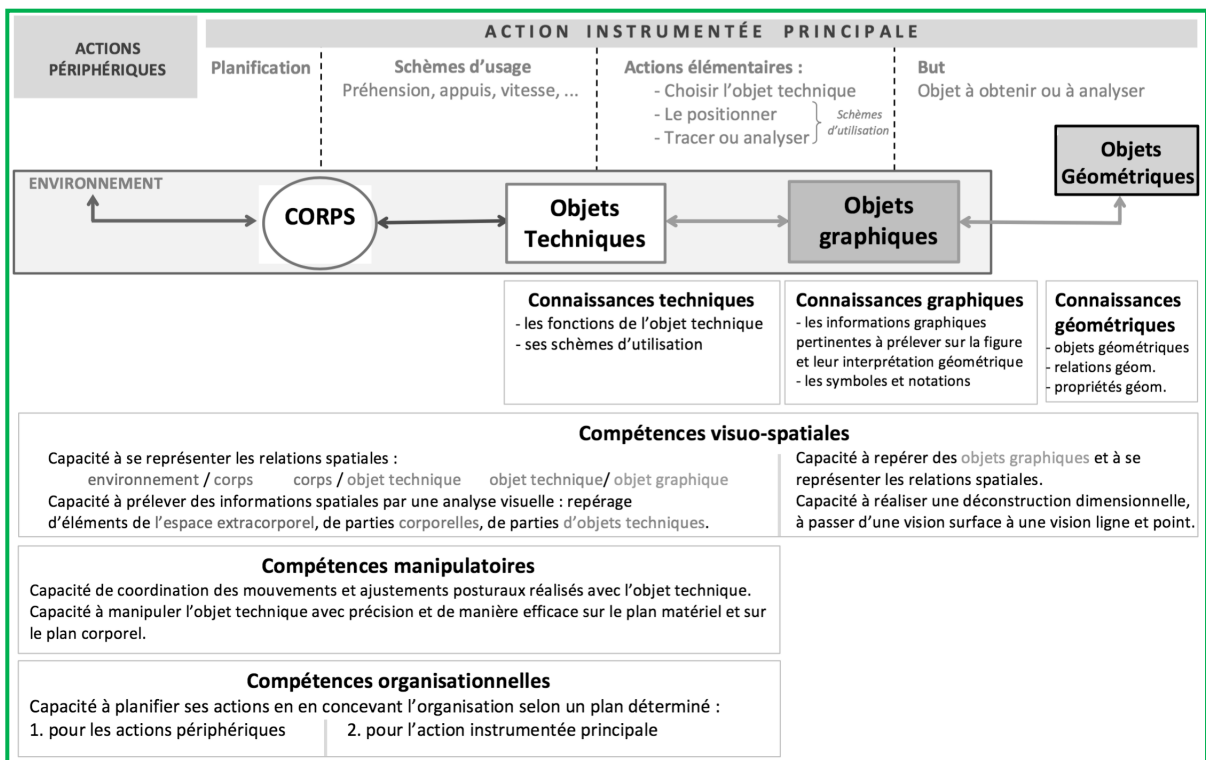 ACTION INSTRUMENTÉE PRINCIPALE
ACTIONS
PÉRIPHÉRIQUES
Planification
Schèmes d'usage
Préhension, appuis, vitesse, ...
Actions élémentaires :
- Choisir l'objet technique
- Le positionner
- Tracer ou analyser
Schèmes
d'utilisation
But
Objet à obtenir ou à analyser
Objets
Géométriques
ENVIRONNEMENT
CORPS
Objets
Techniques
Objets
graphiques
Connaissances techniques
- les fonctions de l'objet technique
- ses schèmes d'utilisation
Connaissances graphiques
- les informations graphiques
pertinentes à prélever sur la figure
et leur interprétation géométrique
- les symboles et notations
Connaissances
géométriques
- objets géométriques
- relations géom.
- propriétés géom.
Compétences visuo-spatiales
Capacité à se représenter les relations spatiales :
environnement / corps corps / objet technique objet technique/ objet graphique
Capacité à prélever des informations spatiales par une analyse visuelle : repérage
d'éléments de l'espace extracorporel, de parties corporelles, de parties d'objets techniques.
Capacité à repérer des objets graphiques et à se
représenter les relations spatiales.
Capacité à réaliser une déconstruction dimensionnelle,
à passer d'une vision surface à une vision ligne et point.
Compétences manipulatoires
Capacité de coordination des mouvements et ajustements posturaux réalisés avec l'objet technique.
Capacité à manipuler l'objet technique avec précision et de manière efficace sur le plan matériel et sur
le plan corporel.
Compétences organisationnelles
Capacité à planifier ses actions en en concevant l'organisation selon un plan déterminé :
1. pour les actions périphériques
2. pour l'action instrumentée principale